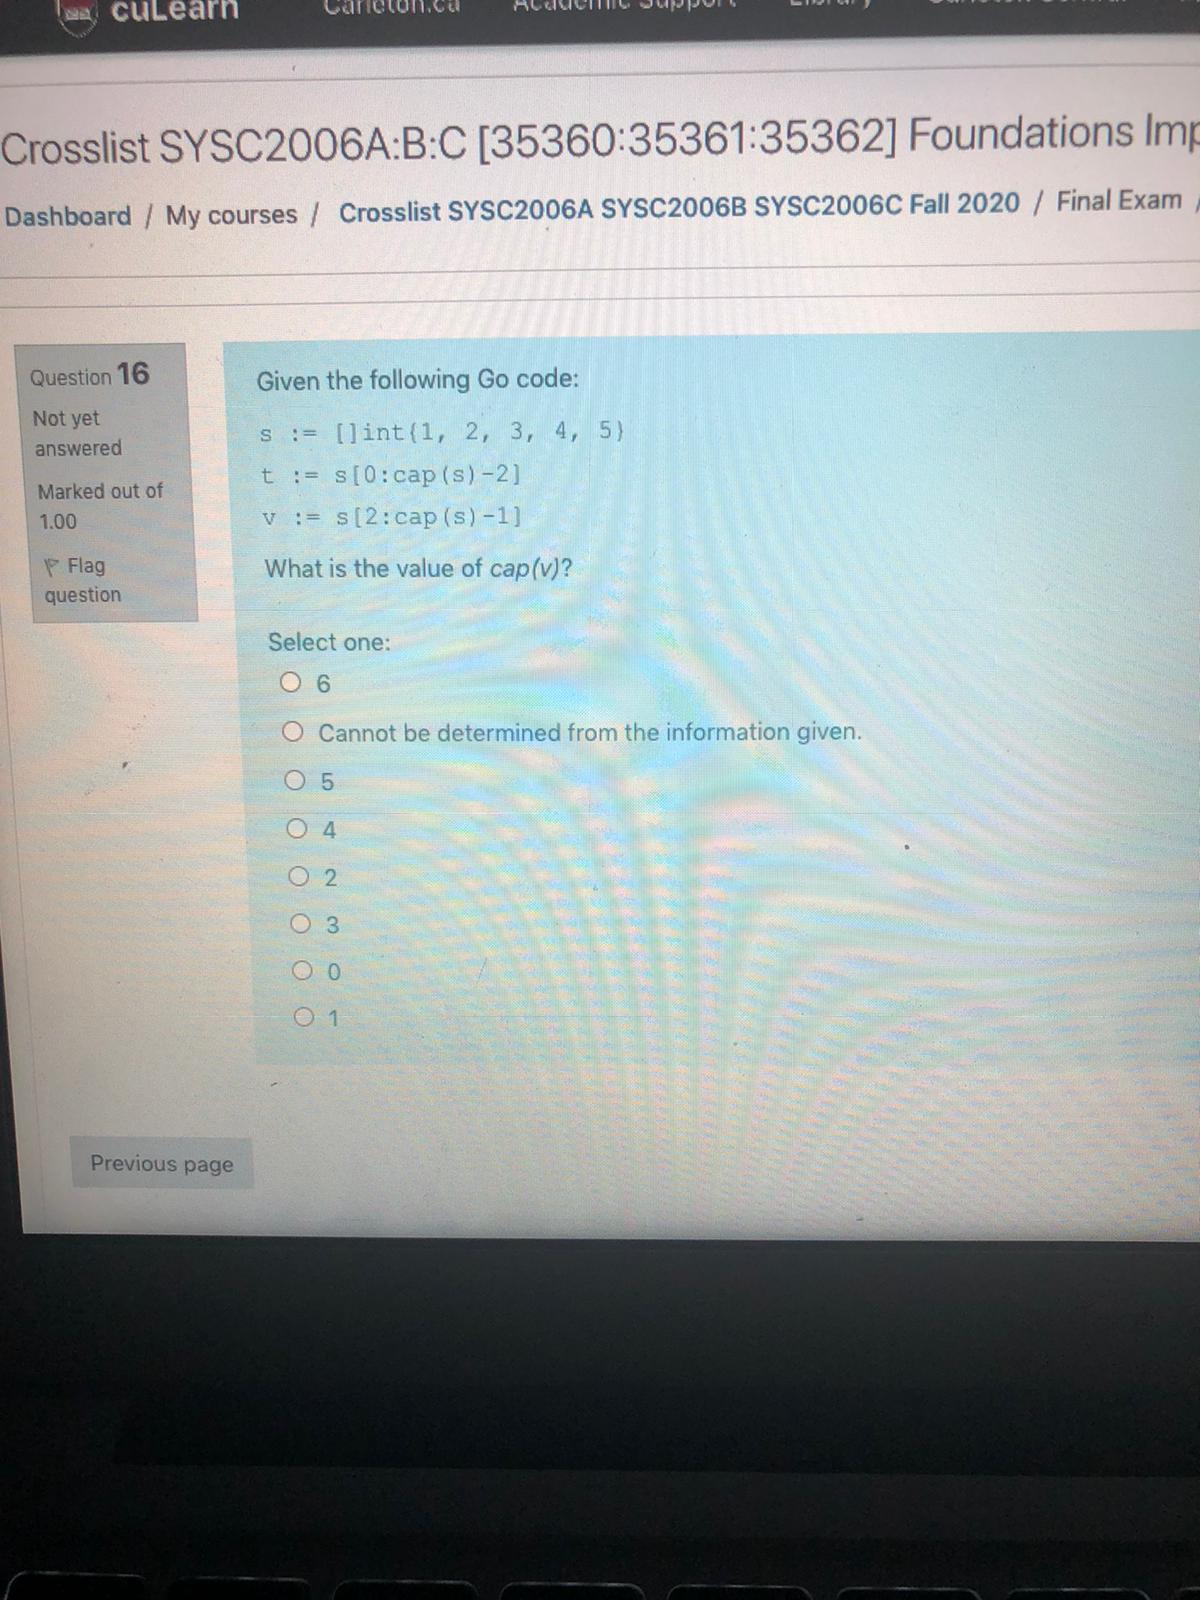 cuLearn
Carleton.ca
Academic Support
Library
Crosslist SYSC2006A:B:C [35360:35361:35362] Foundations
Dashboard / My courses / Crosslist SYSC2006A SYSC2006B SYSC2006C Fall 2020 / Final Exam /
Question 16
Not yet
answered
Marked out of
1.00
Flag
question
Given the following Go code:
s := []int{1, 2, 3, 4, 5}
t := s[0:cap(s)-2]
v := s[2:cap(s)-1]
What is the value of cap(v)?
Select one:
6
Cannot be determined from the information given.
5
4
2
3
0
1
Previous page